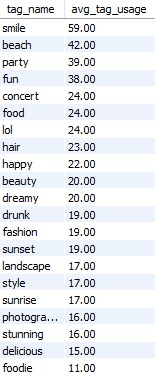 tag_name avg_tag_usage
smile 59.00
beach 42.00
party 39.00
fun 38.00
concert 24.00
food 24.00
lol 24.00
hair 23.00
happy 22.00
beauty 20.00
dreamy 20.00
drunk 19.00
fashion 19.00
sunset 19.00
landscape 17.00
style 17.00
sunrise 17.00
photogra... 16.00
stunning 16.00
delicious 15.00
foodie 11.00